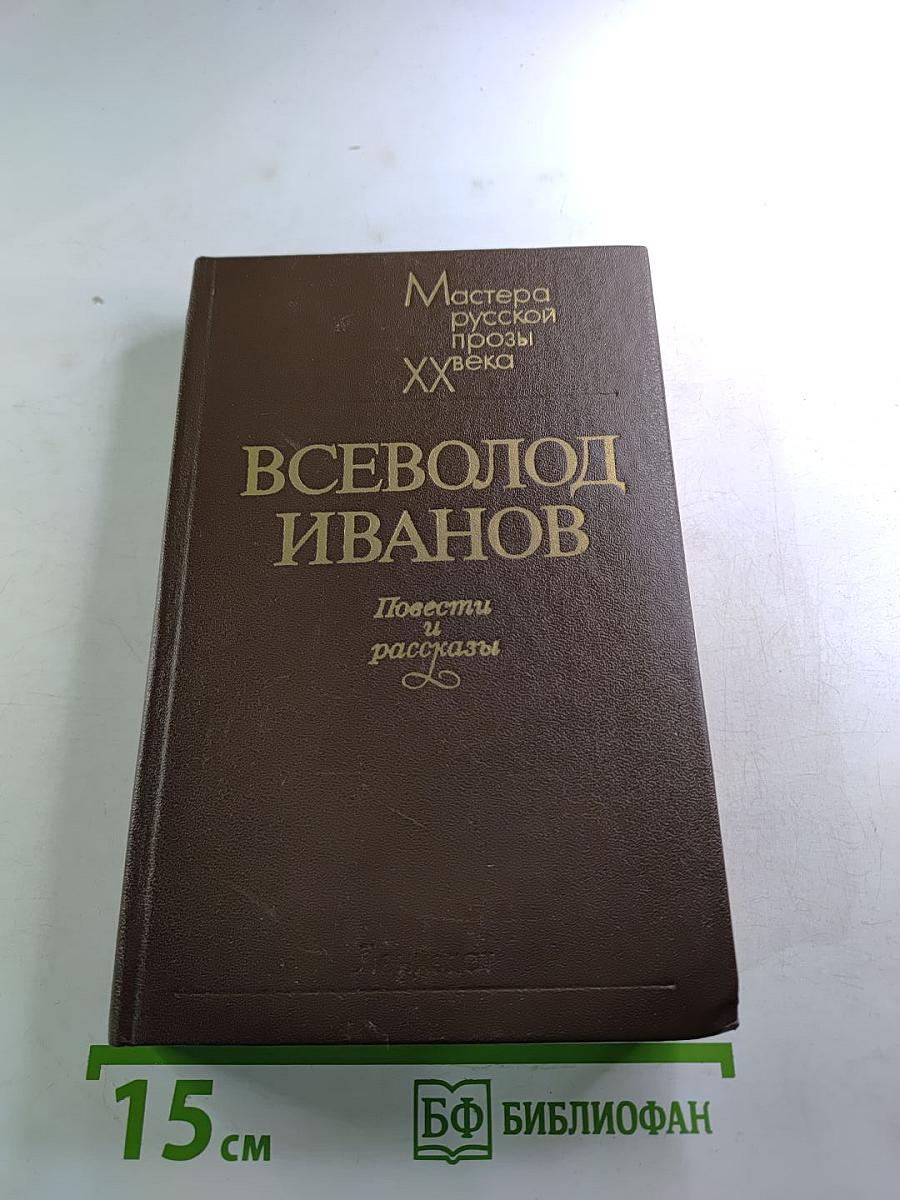 Мастера
русской
прозы
XX века
ВСЕВОЛОД
ИВАНОВ
Повести
и
рассказы
15 см
БФ БИБЛИОФАН